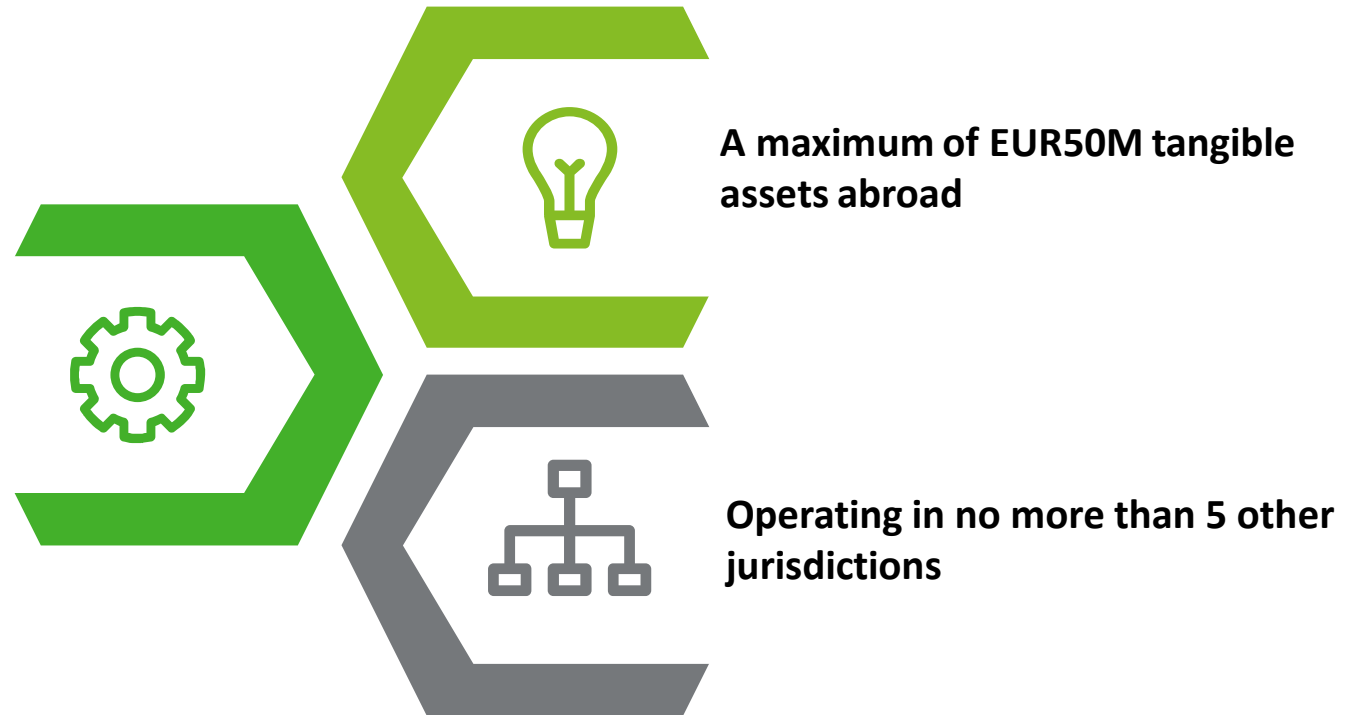 A maximum of EUR50M tangible
assets abroad
Operating in no more than 5 other
jurisdictions